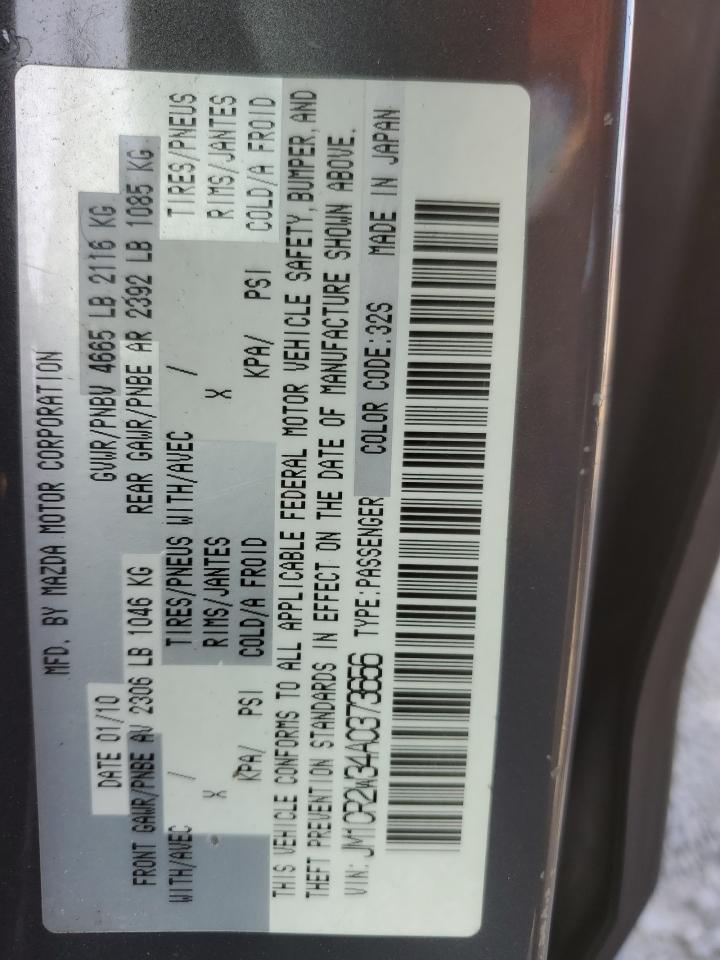 MFD. BY MAZDA MOTOR CORPORATION
DATE 01/10 GVWR/PNBV 4665 LB 2116 KG
FRONT GAWR/PNBE AV 2306 LB 1046 KG REAR GAWR/PNBE AR 2392 LB 1085 KG
WITH/AVEC / TIRES/PNEUS WITH/AVEC / TIRES/PNEUS
X RIMS/JANTES X RIMS/JANTES
KPA/ PSI COLD/A FROID KPA/ PSI COLD/A FROID
THIS VEHICLE CONFORMS TO ALL APPLICABLE FEDERAL MOTOR VEHICLE SAFETY, BUMPER, AND
THEFT PREVENTION STANDARDS IN EFFECT ON THE DATE OF MANUFACTURE SHOWN ABOVE.
VIN: JM1CR2W34A0373656 TYPE:PASSENGER COLOR CODE:32S MADE IN JAPAN